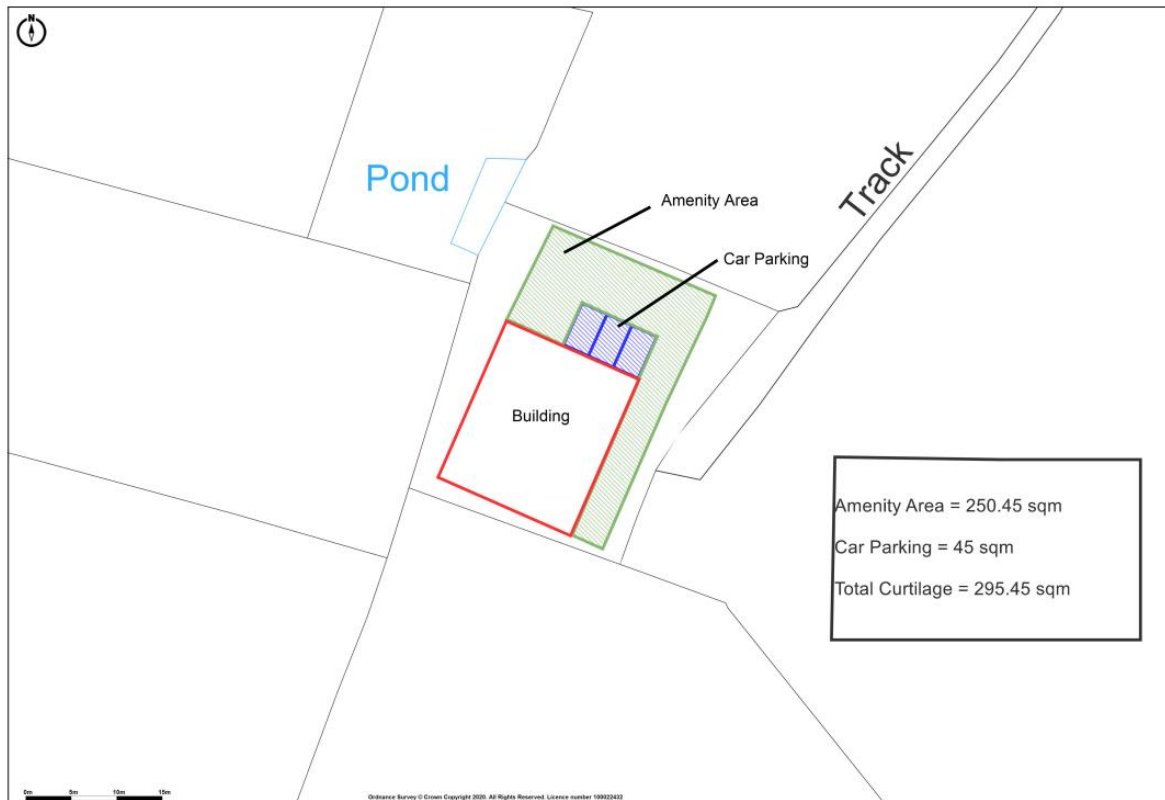 N
Pond
Track
Amenity Area
Car Parking
Building
Amenity Area = 250.45 sqm
Car Parking = 45 sqm
Total Curtilage = 295.45 sqm
0m 5m 10m 15m
Ordnance Survey © Crown Copyright 2020. All Rights Reserved. Licence number 100022432